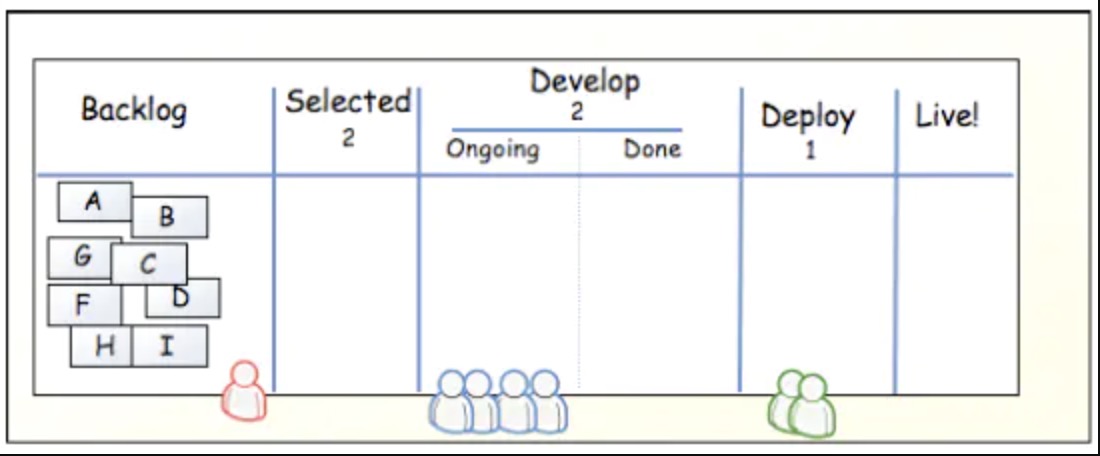 Backlog
Selected
2
Develop
2
Ongoing
Done
Deploy
1
Live!
A
B
G
C
F
D
H
I